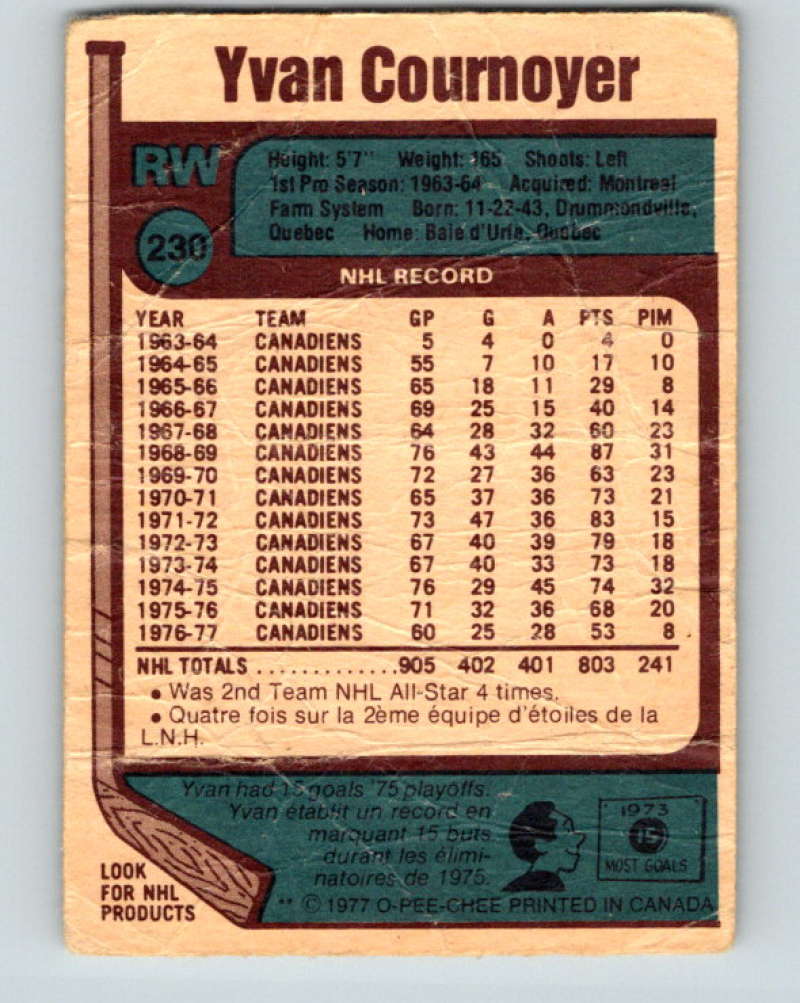 Yvan Cournoyer
RW
230
Height: 5'7" Weight: 165 Shoots: Left
1st Pro Season: 1963-64 Acquired: Montreal
Farm System Born: 11-22-43, Drummondville,
Quebec Home: Baie d'Urfe, Quebec
NHL RECORD
YEAR TEAM GP G A PTS PIM
1963-64 CANADIENS 5 4 0 4 0
1964-65 CANADIENS 55 7 10 17 10
1965-66 CANADIENS 65 18 11 29 8
1966-67 CANADIENS 69 25 15 40 14
1967-68 CANADIENS 64 28 32 60 23
1968-69 CANADIENS 76 43 44 87 31
1969-70 CANADIENS 72 27 36 63 23
1970-71 CANADIENS 65 37 36 73 21
1971-72 CANADIENS 73 47 36 83 15
1972-73 CANADIENS 67 40 39 79 18
1973-74 CANADIENS 67 40 33 73 18
1974-75 CANADIENS 76 29 45 74 32
1975-76 CANADIENS 71 32 36 68 20
1976-77 CANADIENS 60 25 28 53 8
NHL TOTALS .............905 402 401 803 241
• Was 2nd Team NHL All-Star 4 times.
• Quatre fois sur la 2ème équipe d'étoiles de la
L.N.H.
Yvan had 15 goals '75 playoffs.
Yvan établit un record en
marquant 15 buts
durant les élimi-
natoires de 1975.
1973
15
MOST GOALS
LOOK
FOR NHL
PRODUCTS
** © 1977 O-PEE-CHEE PRINTED IN CANADA